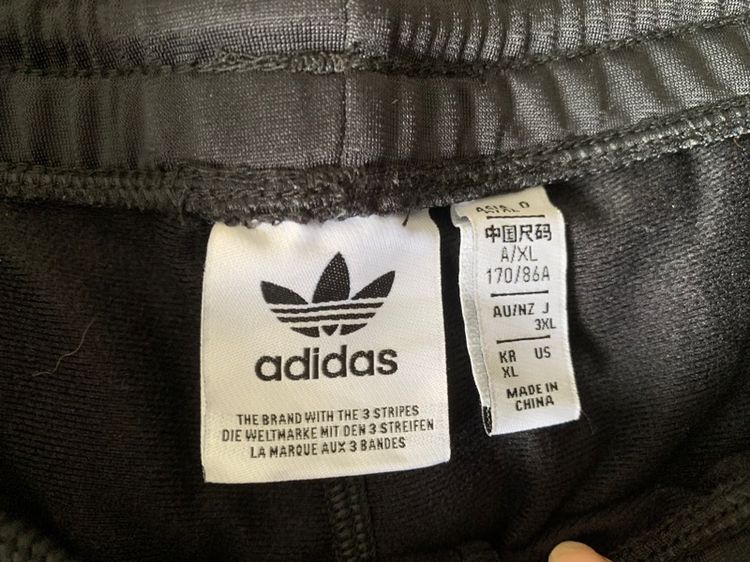 adidas
THE BRAND WITH THE 3 STRIPES
DIE WELTMARKE MIT DEN 3 STREIFEN
LA MARQUE AUX 3 BANDES
中国尺码
A/XL
170/86A
AU/NZ J
3XL
KR US
XL
MADE IN
CHINA